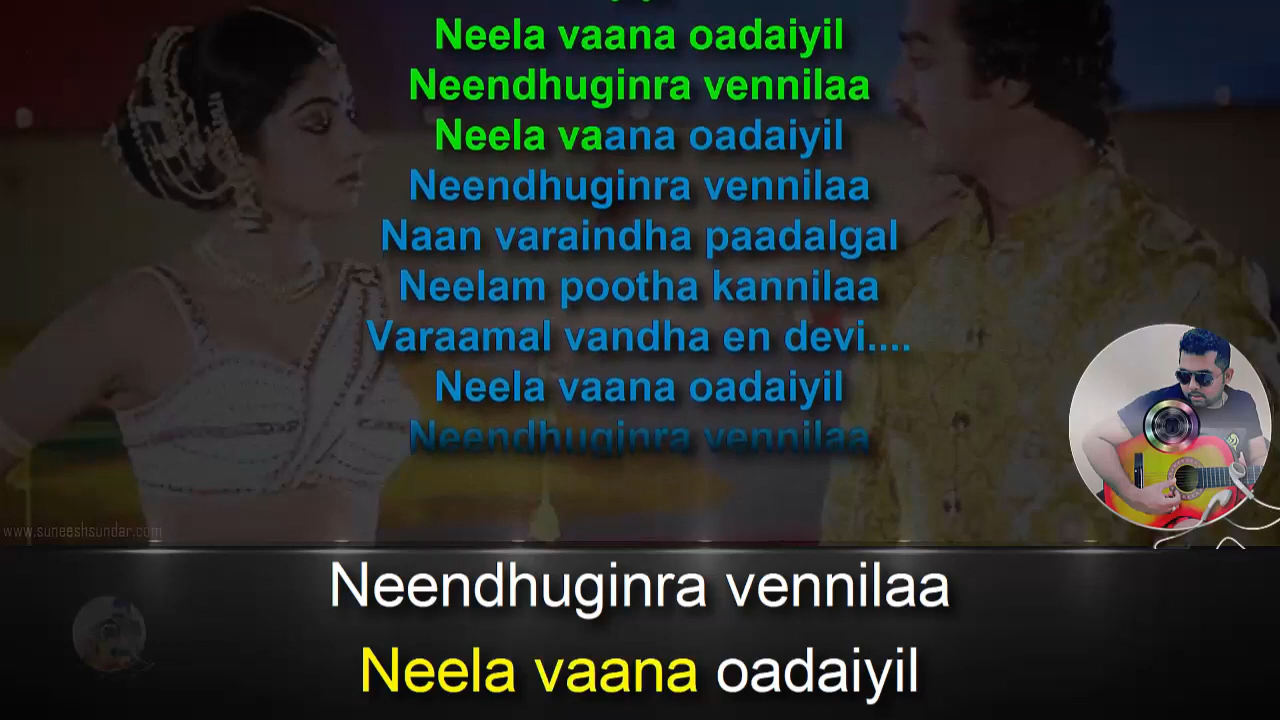 Neela vaana oadaiyil
Neendhuginra vennilaa
Neela vaana oadaiyil
Neendhuginra vennilaa
Naan varaindha paadalgal
Neelam pootha kannilaa
Varaamal vandha en devi....
Neela vaana oadaiyil
Neendhuginra vennilaa
www.suneeshsundar.com
Neendhuginra vennilaa
Neela vaana oadaiyil